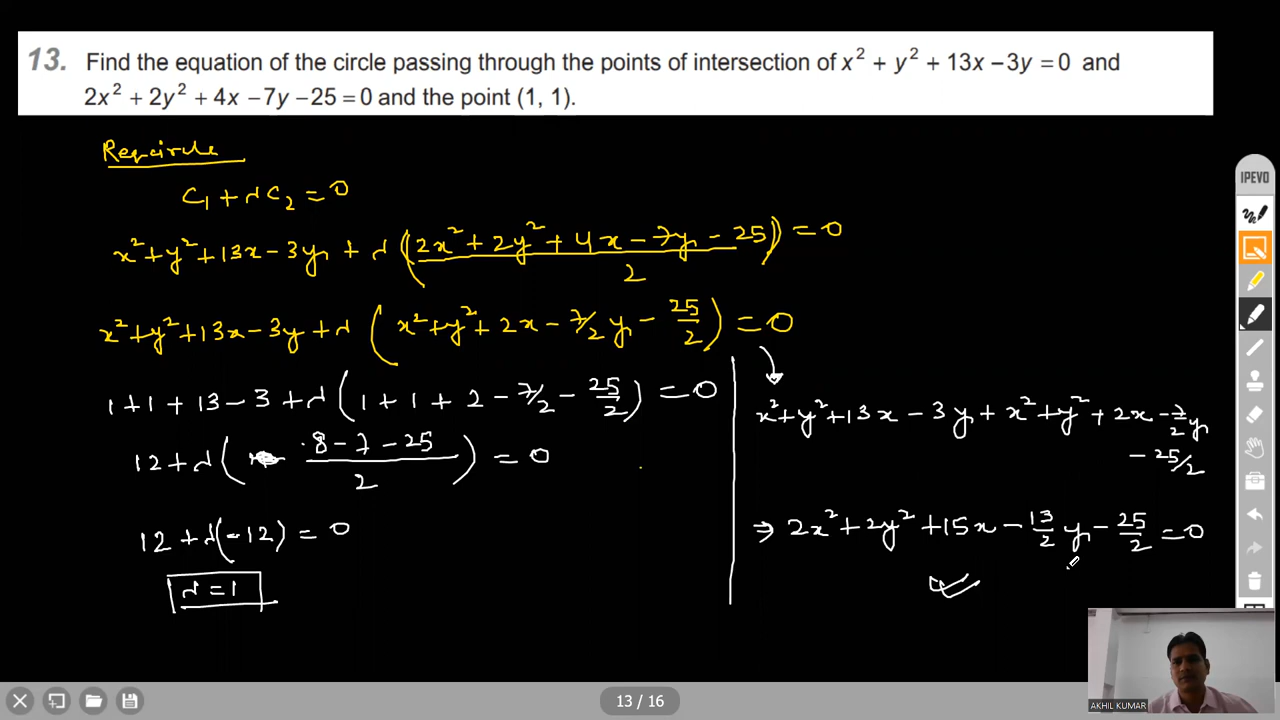 13. Find the equation of the circle passing through the points of intersection of x² + y² + 13x − 3y = 0 and
2x² + 2y² + 4x − 7y − 25 = 0 and the point (1, 1).
Req circle
C₁ + λC₂ = 0
x² + y² + 13x − 3y + λ((2x² + 2y² + 4x − 7y − 25)/2) = 0
x² + y² + 13x − 3y + λ(x² + y² + 2x − 7/2 y − 25/2) = 0
1 + 1 + 13 − 3 + λ(1 + 1 + 2 − 7/2 − 25/2) = 0
12 + λ((8 − 7 − 25)/2) = 0
12 + λ(−12) = 0
λ = 1
x² + y² + 13x − 3y + x² + y² + 2x − 7/2 y
− 25/2
⇒ 2x² + 2y² + 15x − 13/2 y − 25/2 = 0
IPEVO
13 / 16
AKHIL KUMAR